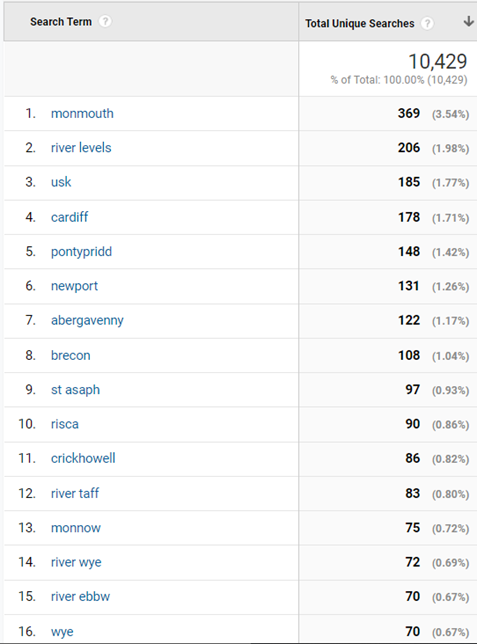 Search Term ? Total Unique Searches ?
10,429
% of Total: 100.00% (10,429)
1. monmouth 369 (3.54%)
2. river levels 206 (1.98%)
3. usk 185 (1.77%)
4. cardiff 178 (1.71%)
5. pontypridd 148 (1.42%)
6. newport 131 (1.26%)
7. abergavenny 122 (1.17%)
8. brecon 108 (1.04%)
9. st asaph 97 (0.93%)
10. risca 90 (0.86%)
11. crickhowell 86 (0.82%)
12. river taff 83 (0.80%)
13. monnow 75 (0.72%)
14. river wye 72 (0.69%)
15. river ebbw 70 (0.67%)
16. wye 70 (0.67%)